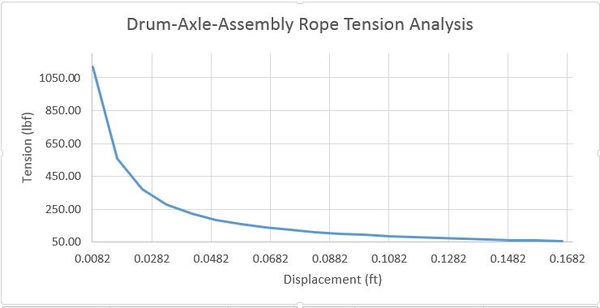 Drum-Axle-Assembly Rope Tension Analysis
Tension (lbf)
1050.00
850.00
650.00
450.00
250.00
50.00
0.0082 0.0282 0.0482 0.0682 0.0882 0.1082 0.1282 0.1482 0.1682
Displacement (ft)